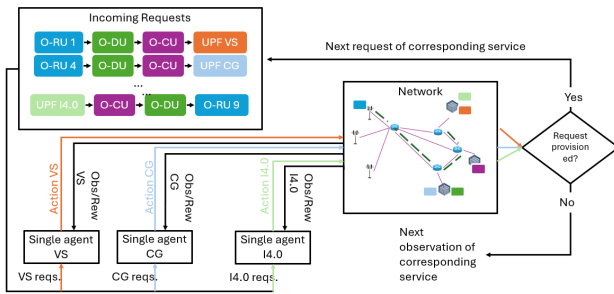 Incoming Requests
O-RU 1 O-DU O-CU UPF VS
O-RU 4 O-DU O-CU UPF CG
...
...
UPF I4.0 O-CU O-DU O-RU 9
Next request of corresponding service
Network
Yes
Request
provision
ed?
No
Next
observation of
corresponding
service
Action VS
Obs/Rew
VS
Action CG
Obs/Rew
CG
Action I4.0
Obs/Rew
I4.0
Single agent
VS
Single agent
CG
Single agent
I4.0
VS reqs.
CG reqs.
I4.0 reqs.